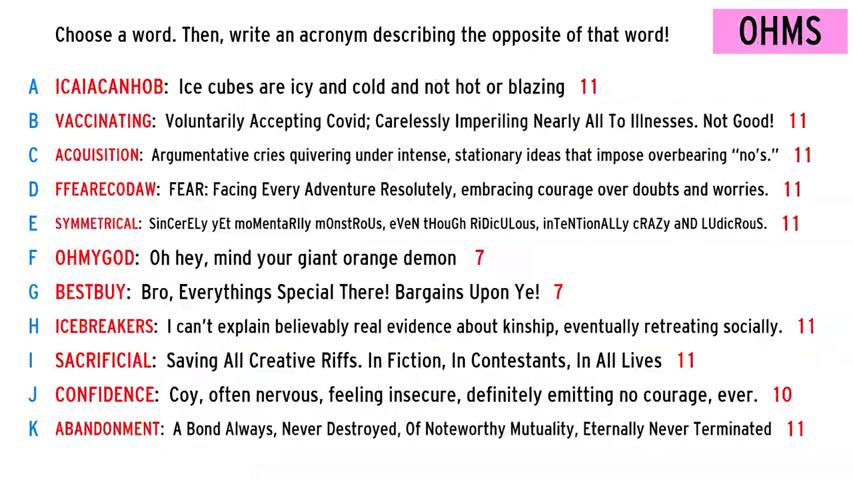 Choose a word. Then, write an acronym describing the opposite of that word!
OHMS
A ICAIACANHOB: Ice cubes are icy and cold and not hot or blazing 11
B VACCINATING: Voluntarily Accepting Covid; Carelessly Imperiling Nearly All To Illnesses. Not Good! 11
C ACQUISITION: Argumentative cries quivering under intense, stationary ideas that impose overbearing “no’s.” 11
D FFEARECODAW: FEAR: Facing Every Adventure Resolutely, embracing courage over doubts and worries. 11
E SYMMETRICAL: SinCerELy yEt moMentaRIly mOnstRoUs, eVeN tHouGh RiDicULous, inTeNTionALLy cRAZy aND LUdicRouS. 11
F OHMYGOD: Oh hey, mind your giant orange demon 7
G BESTBUY: Bro, Everythings Special There! Bargains Upon Ye! 7
H ICEBREAKERS: I can’t explain believably real evidence about kinship, eventually retreating socially. 11
I SACRIFICIAL: Saving All Creative Riffs. In Fiction, In Contestants, In All Lives 11
J CONFIDENCE: Coy, often nervous, feeling insecure, definitely emitting no courage, ever. 10
K ABANDONMENT: A Bond Always, Never Destroyed, Of Noteworthy Mutuality, Eternally Never Terminated 11